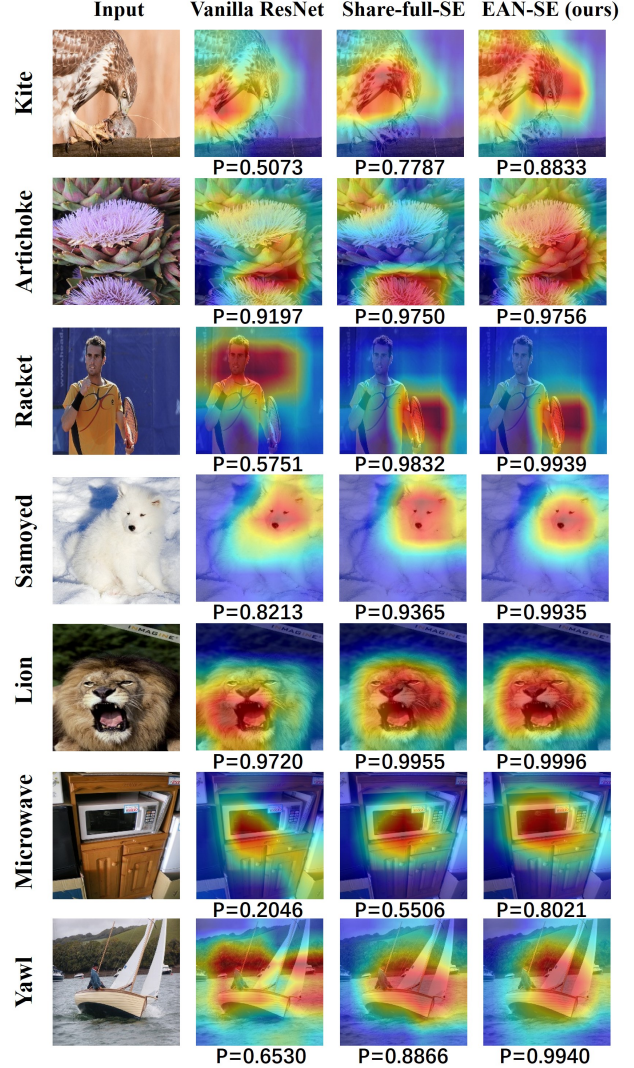 Input Vanilla ResNet Share-full-SE EAN-SE (ours)
Kite
P=0.5073 P=0.7787 P=0.8833
Artichoke
P=0.9197 P=0.9750 P=0.9756
Racket
P=0.5751 P=0.9832 P=0.9939
Samoyed
P=0.8213 P=0.9365 P=0.9935
Lion
P=0.9720 P=0.9955 P=0.9996
Microwave
P=0.2046 P=0.5506 P=0.8021
Yawl
P=0.6530 P=0.8866 P=0.9940